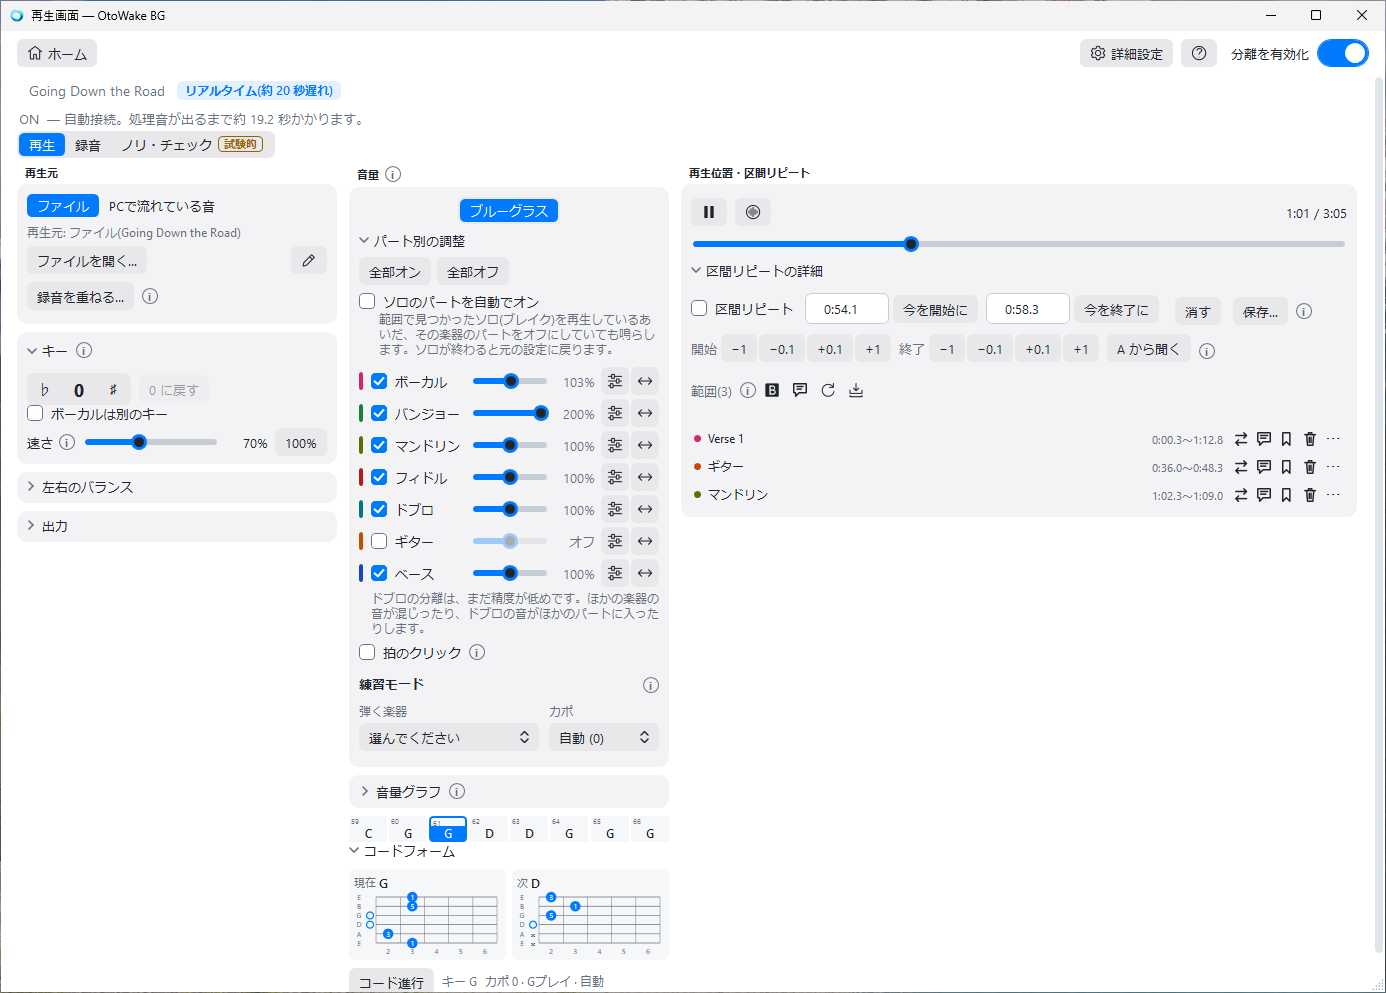 再生画面 — OtoWake BG
ホーム
詳細設定
分離を有効化
Going Down the Road
リアルタイム(約 20 秒遅れ)
ON — 自動接続。処理音が出るまで約 19.2 秒かかります。
再生 録音 ノリ・チェック 試験的
再生元
ファイル PCで流れている音
再生元: ファイル(Going Down the Road)
ファイルを開く...
録音を重ねる...
キー
♭ 0 ♯ 0 に戻す
ボーカルは別のキー
速さ 70% 100%
左右のバランス
出力
音量
ブルーグラス
パート別の調整
全部オン 全部オフ
ソロのパートを自動でオン
範囲で見つかったソロ(ブレイク)を再生しているあ
いだ、その楽器のパートをオフにしていても鳴らし
ます。ソロが終わると元の設定に戻ります。
ボーカル 103%
バンジョー 200%
マンドリン 100%
フィドル 100%
ドブロ 100%
ギター オフ
ベース 100%
ドブロの分離は、まだ精度が低めです。ほかの楽器の
音が混じったり、ドブロの音がほかのパートに入った
りします。
拍のクリック
練習モード
弾く楽器 カポ
選んでください 自動 (0)
音量グラフ
59 60 61 62 63 64 65 66
C G G D D G G G
コードフォーム
現在 G
E
B
G
D
A
E
1
5
3
1
2 3 4 5 6
次 D
E
B
G
D
A
E
3
1
5
×
×
2 3 4 5 6
コード進行 キー G カポ 0 · Gプレイ · 自動
再生位置・区間リピート
1:01 / 3:05
区間リピートの詳細
区間リピート 0:54.1 今を開始に 0:58.3 今を終了に 消す 保存...
開始 −1 −0.1 +0.1 +1 終了 −1 −0.1 +0.1 +1 A から聞く
範囲(3) B
Verse 1 0:00.3〜1:12.8
ギター 0:36.0〜0:48.3
マンドリン 1:02.3〜1:09.0